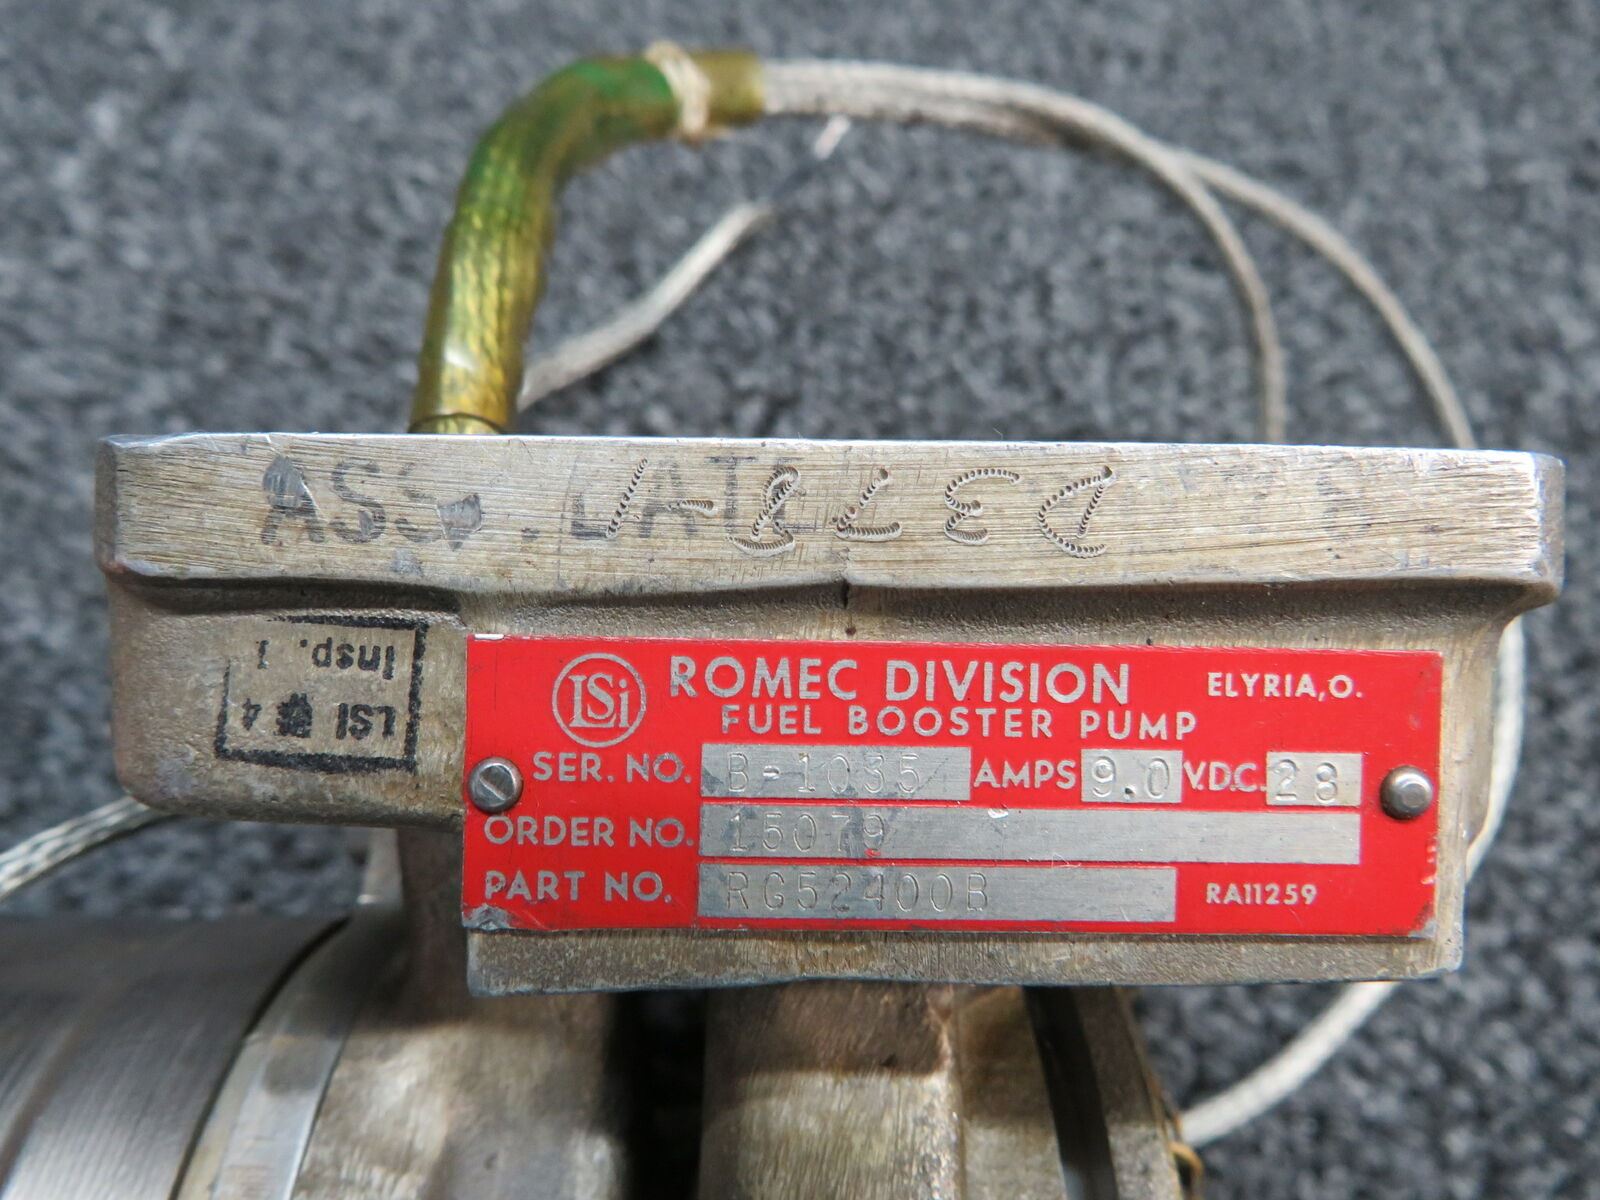 ASSY. DATE
LSI
ROMEC DIVISION ELYRIA,O.
FUEL BOOSTER PUMP
SER. NO. B-1035 AMPS 9.0 V.D.C. 28
ORDER NO. 15079
PART NO. RG52400B RA11259
LSI 4
Insp. 1